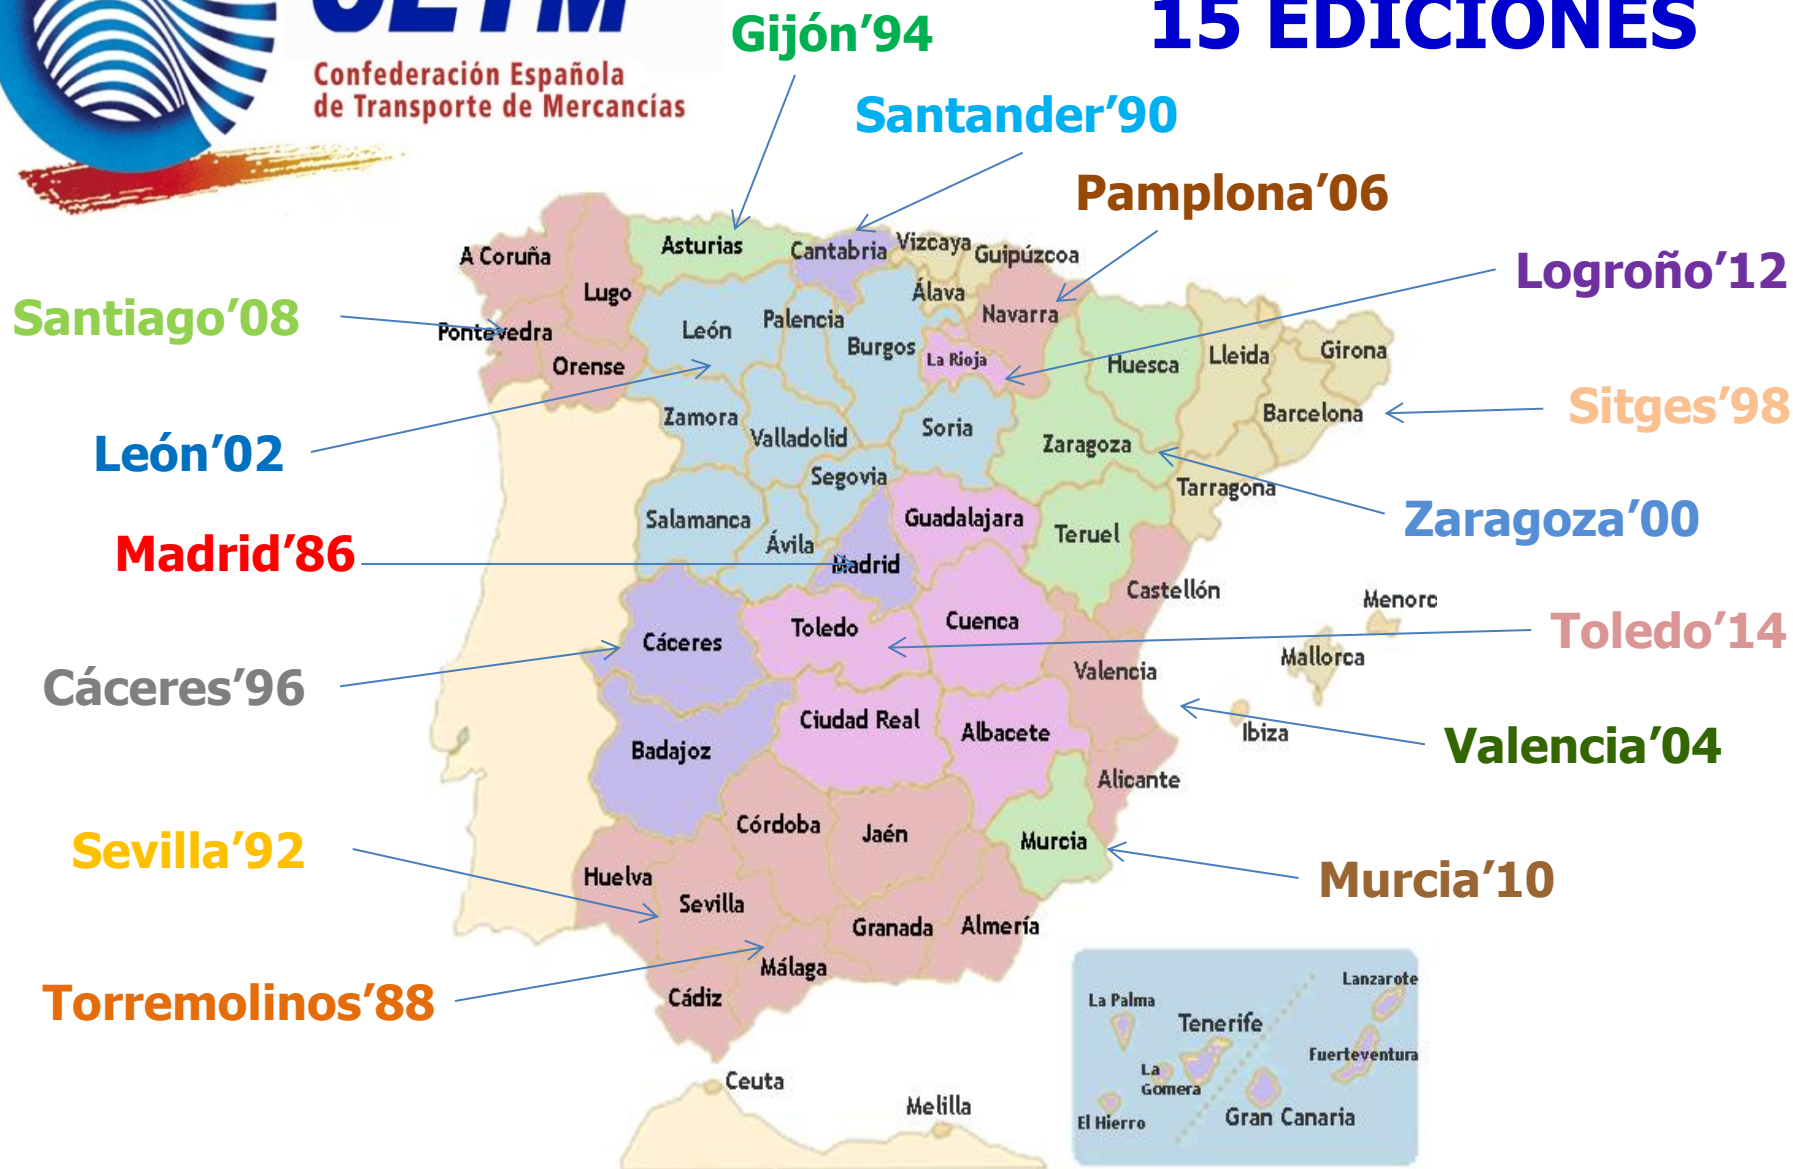 CETM
Confederación Española
de Transporte de Mercancías
15 EDICIONES
Gijón’94
Santander’90
Pamplona’06
Logroño’12
Santiago’08
Sitges’98
León’02
Zaragoza’00
Madrid’86
Toledo’14
Cáceres’96
Valencia’04
Sevilla’92
Murcia’10
Torremolinos’88
A Coruña
Lugo
Pontevedra
Orense
Asturias
Cantabria
Vizcaya
Guipúzcoa
Álava
Navarra
La Rioja
León
Palencia
Burgos
Zamora
Valladolid
Soria
Segovia
Salamanca
Ávila
Madrid
Huesca
Zaragoza
Teruel
Lleida
Girona
Barcelona
Tarragona
Guadalajara
Toledo
Cuenca
Ciudad Real
Albacete
Cáceres
Badajoz
Castellón
Valencia
Alicante
Murcia
Menorc
Mallorca
Ibiza
Huelva
Sevilla
Córdoba
Jaén
Granada
Almería
Málaga
Cádiz
Ceuta
Melilla
La Palma
Tenerife
La
Gomera
El Hierro
Gran Canaria
Lanzarote
Fuerteventura